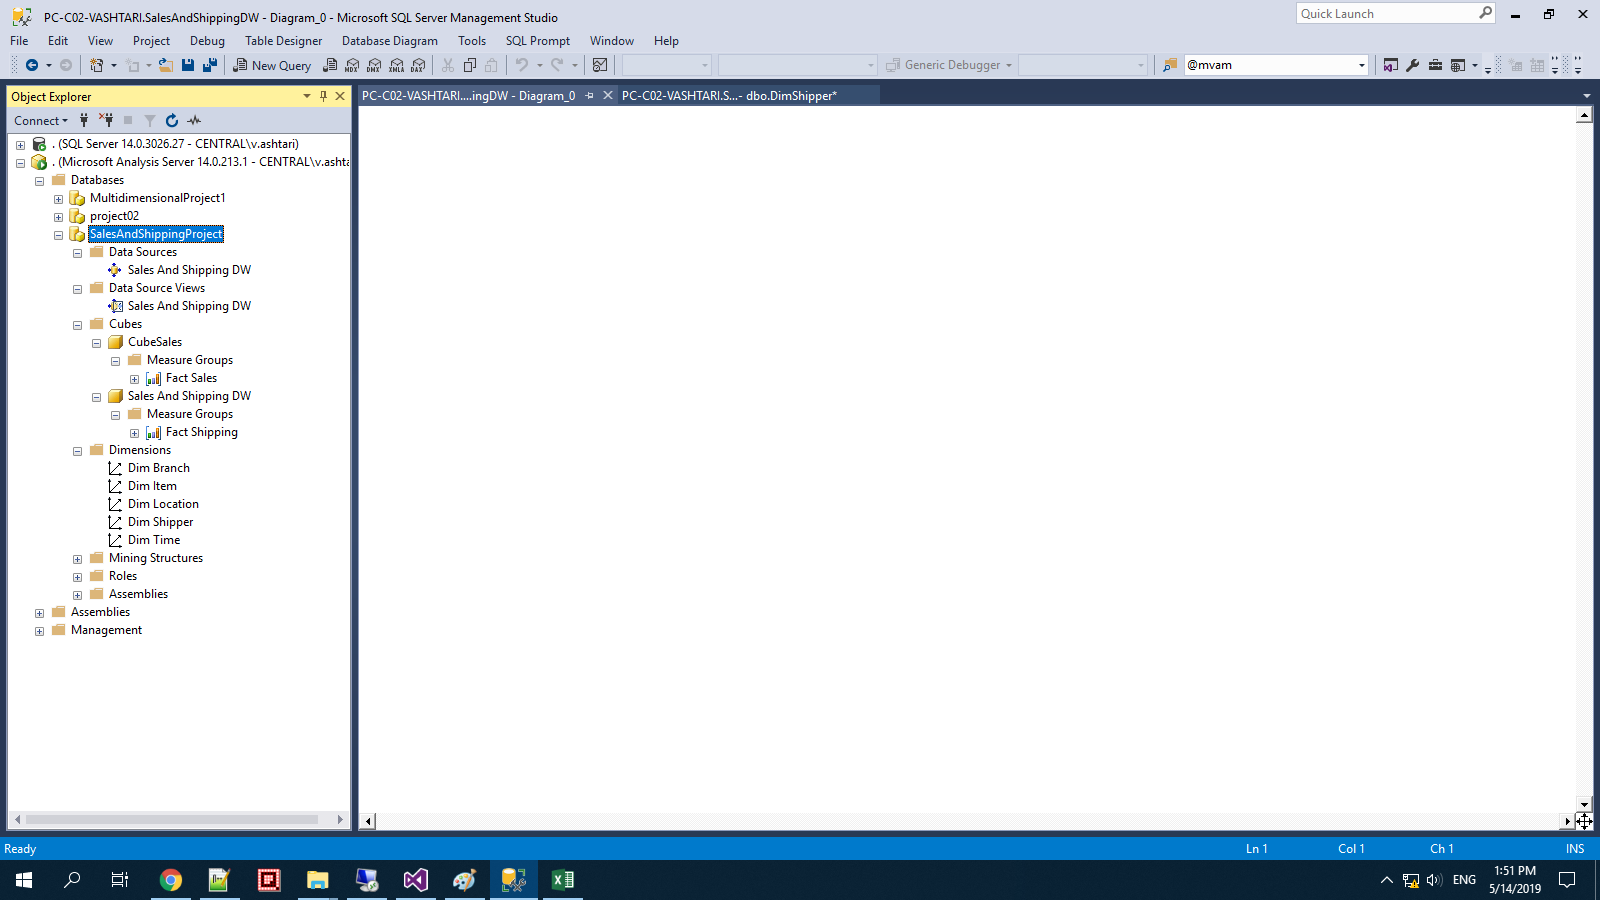 PC-C02-VASHTARI.SalesAndShippingDW - Diagram_0 - Microsoft SQL Server Management Studio
Quick Launch
File Edit View Project Debug Table Designer Database Diagram Tools SQL Prompt Window Help
New Query MDX DMX XMLA DAX Generic Debugger @mvam
Object Explorer
PC-C02-VASHTARI....ingDW - Diagram_0
PC-C02-VASHTARI.S...- dbo.DimShipper*
Connect
. (SQL Server 14.0.3026.27 - CENTRAL\v.ashtari)
. (Microsoft Analysis Server 14.0.213.1 - CENTRAL\v.ashta
Databases
MultidimensionalProject1
project02
SalesAndShippingProject
Data Sources
Sales And Shipping DW
Data Source Views
Sales And Shipping DW
Cubes
CubeSales
Measure Groups
Fact Sales
Sales And Shipping DW
Measure Groups
Fact Shipping
Dimensions
Dim Branch
Dim Item
Dim Location
Dim Shipper
Dim Time
Mining Structures
Roles
Assemblies
Assemblies
Management
Ready Ln 1 Col 1 Ch 1 INS
ENG
1:51 PM
5/14/2019